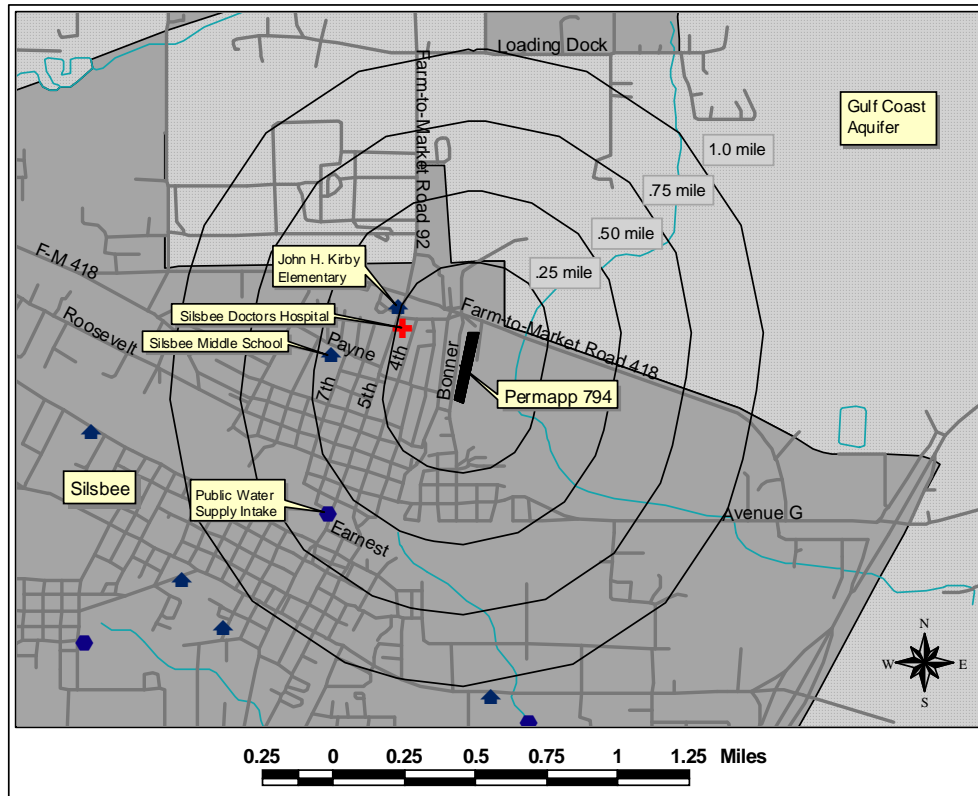 Loading Dock
Farm-to-Market Road 92
Gulf Coast
Aquifer
1.0 mile
.75 mile
.50 mile
.25 mile
F-M 418
John H. Kirby
Elementary
Silsbee Doctors Hospital
Silsbee Middle School
Roosevelt
Payne
Farm-to-Market Road 418
7th
5th
4th
Bonner
Permapp 794
Silsbee
Public Water
Supply Intake
Earnest
Avenue G
N
W E
S
0.25 0 0.25 0.5 0.75 1 1.25 Miles